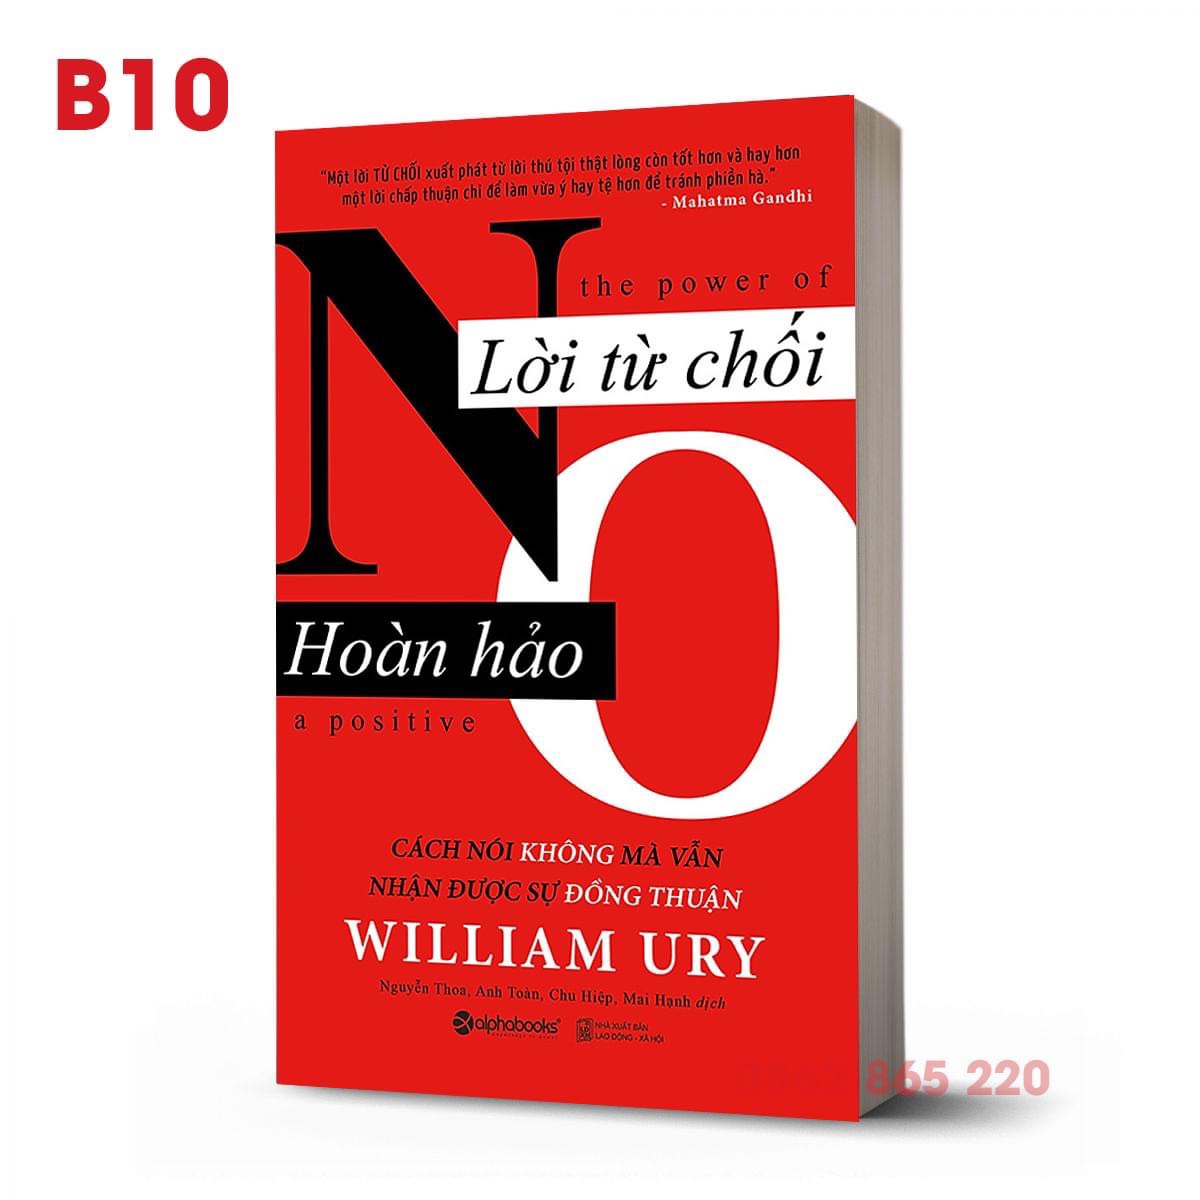 B10
"Một lời TỪ CHỐI xuất phát từ lời thú tội thật lòng còn tốt hơn và hay hơn
một lời chấp thuận chỉ để làm vừa ý hay tệ hơn để tránh phiền hà."
- Mahatma Gandhi
NO
the power of
Lời từ chối
Hoàn hảo
a positive
CÁCH NÓI KHÔNG MÀ VẪN
NHẬN ĐƯỢC SỰ ĐỒNG THUẬN
WILLIAM URY
Nguyễn Thoa, Anh Toàn, Chu Hiệp, Mai Hạnh dịch
alphabooks®
knowledge is power
NHÀ XUẤT BẢN
LAO ĐỘNG - XÃ HỘI
865 220